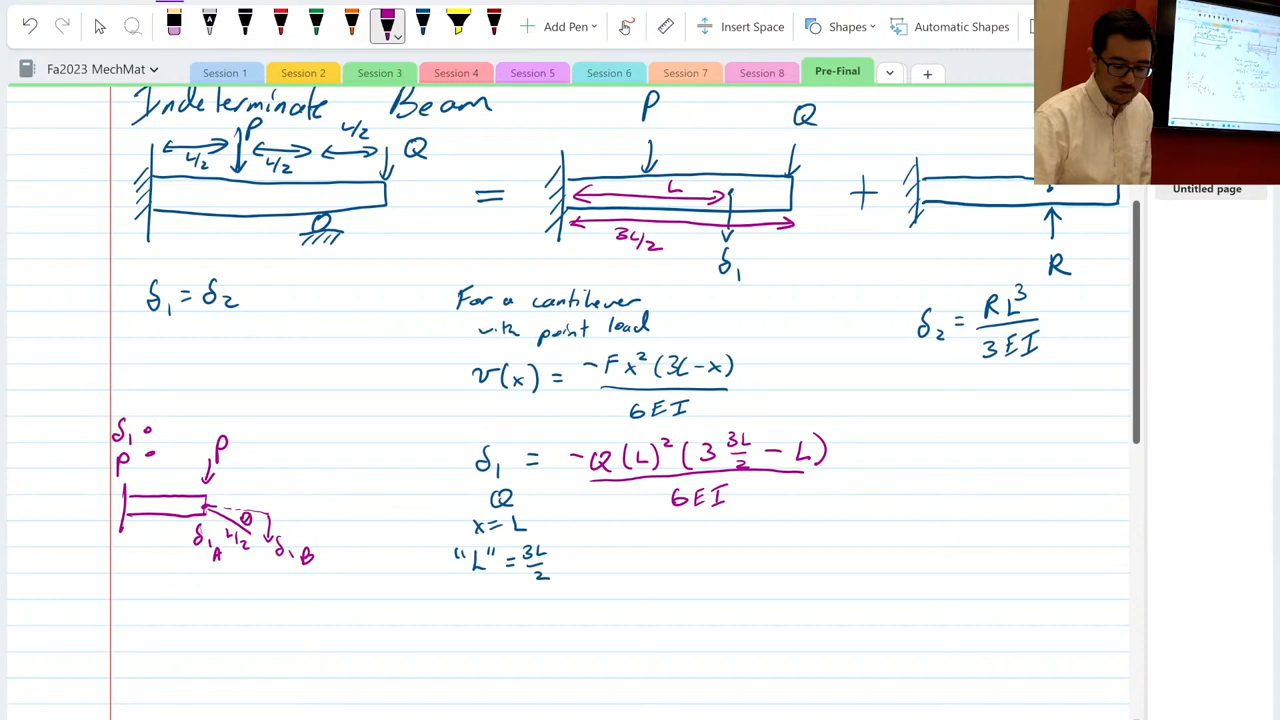 Add Pen
Insert Space
Shapes
Automatic Shapes
Fa2023 MechMat
Session 1
Session 2
Session 3
Session 4
Session 5
Session 6
Session 7
Session 8
Pre-Final
Untitled page
Indeterminate Beam
L/2 P L/2 L/2 Q
=
P Q
L
3L/2
δ₁
+
R
δ₁ = δ₂
For a cantilever
with point load
v(x) = -Fx²(3L-x) / 6EI
δ₂ = RL³ / 3EI
δ₁ = -Q(L)²(3 3L/2 - L) / 6EI
Q
x = L
"L" = 3L/2
δ₁
P
P
θ
δ₁A L/2 δ₁B